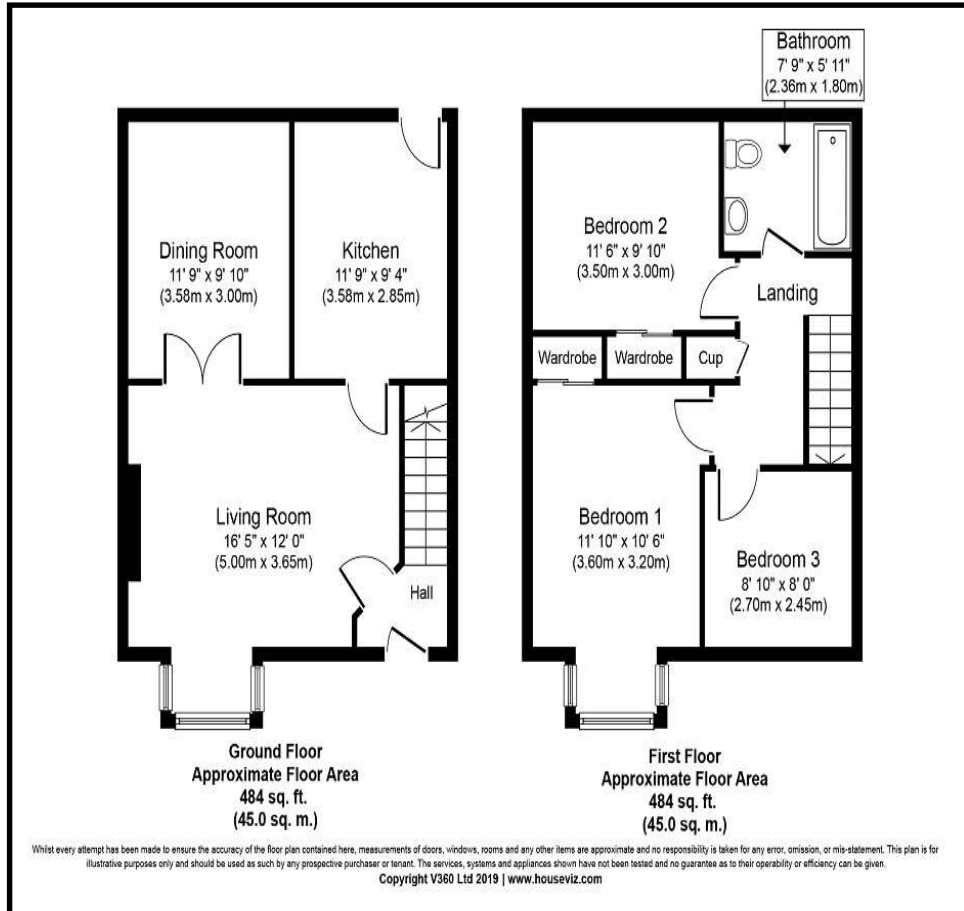 Bathroom
7' 9" x 5' 11"
(2.36m x 1.80m)
Dining Room
11' 9" x 9' 10"
(3.58m x 3.00m)
Kitchen
11' 9" x 9' 4"
(3.58m x 2.85m)
Living Room
16' 5" x 12' 0"
(5.00m x 3.65m)
Hall
Bedroom 2
11' 6" x 9' 10"
(3.50m x 3.00m)
Landing
Wardrobe
Wardrobe
Cup
Bedroom 1
11' 10" x 10' 6"
(3.60m x 3.20m)
Bedroom 3
8' 10" x 8' 0"
(2.70m x 2.45m)
Ground Floor
Approximate Floor Area
484 sq. ft.
(45.0 sq. m.)
First Floor
Approximate Floor Area
484 sq. ft.
(45.0 sq. m.)
Whilst every attempt has been made to ensure the accuracy of the floor plan contained here, measurements of doors, windows, rooms and any other items are approximate and no responsibility is taken for any error, omission, or mis-statement. This plan is for
illustrative purposes only and should be used as such by any prospective purchaser or tenant. The services, systems and appliances shown have not been tested and no guarantee as to their operability or efficiency can be given.
Copyright V360 Ltd 2019 | www.houseviz.com